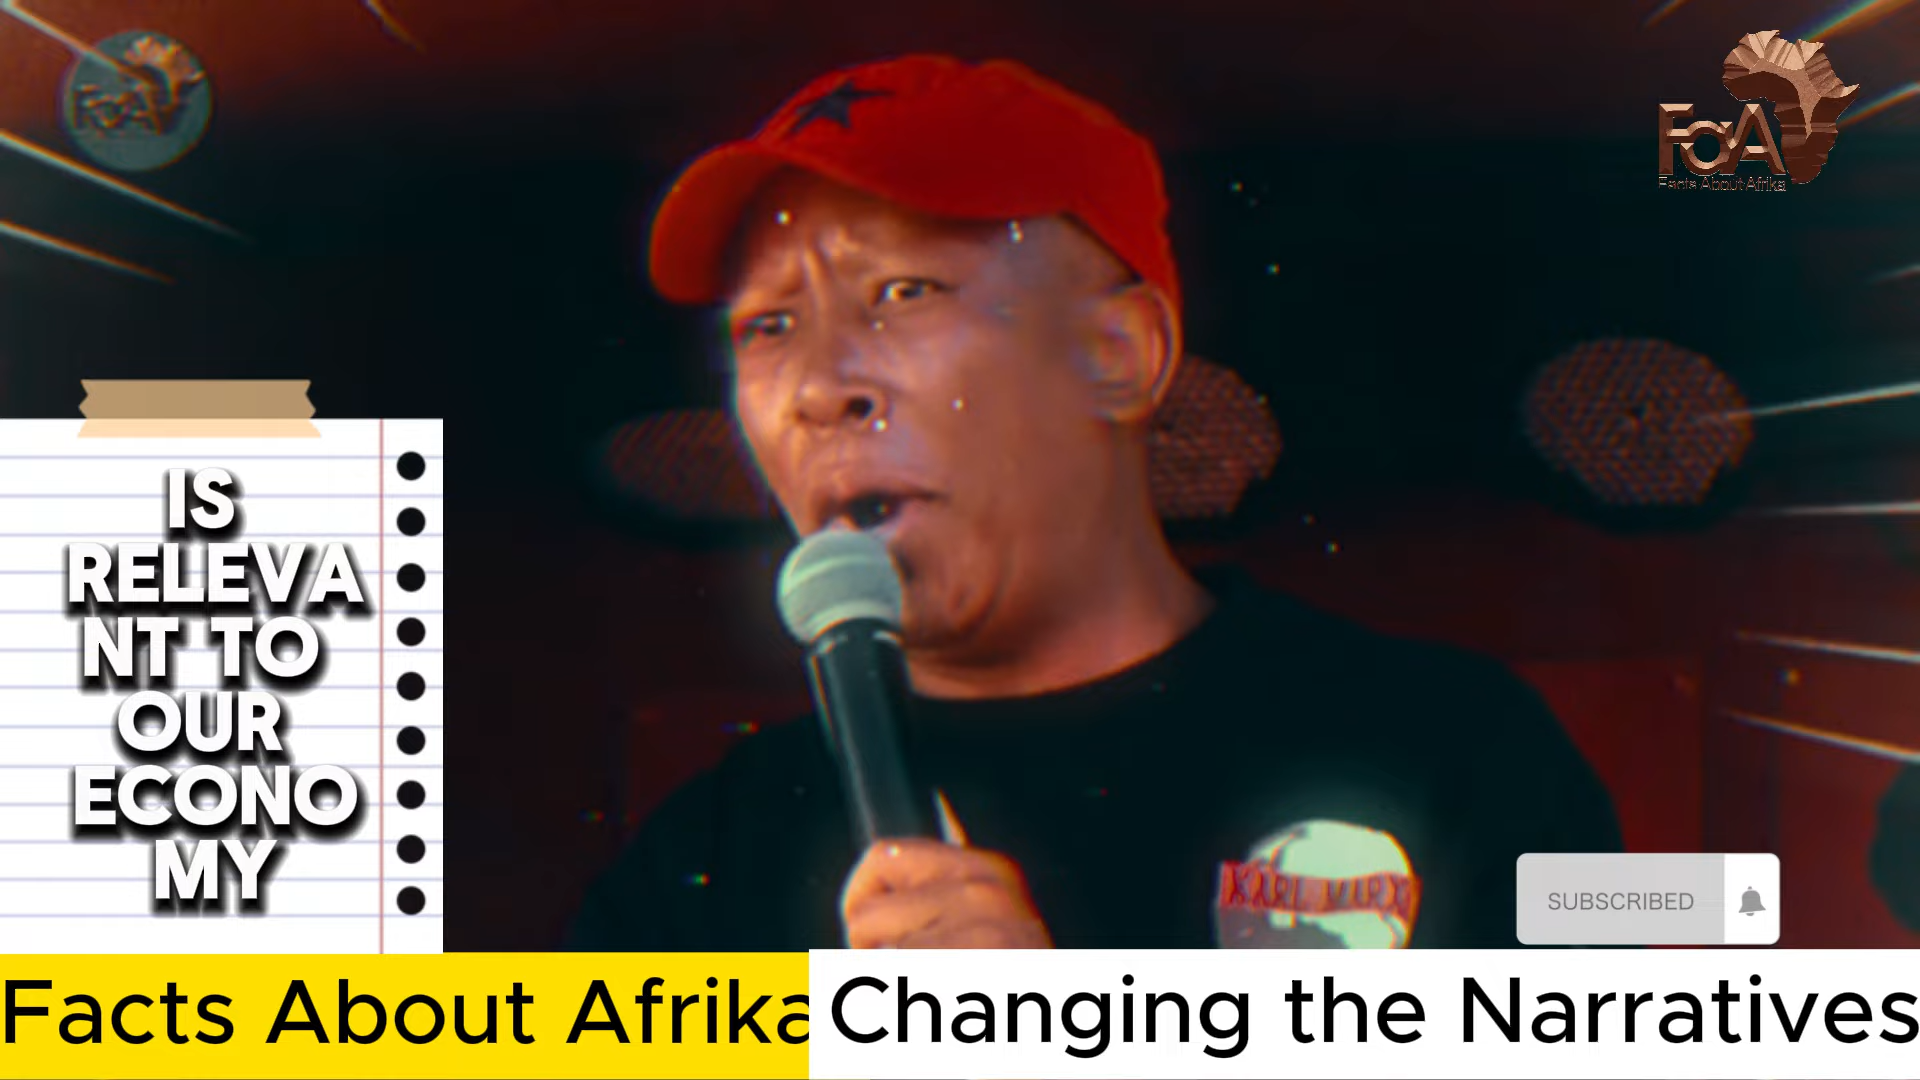 FoA
FoA
Facts About Afrika
IS
RELEVA
NT TO
OUR
ECONO
MY
KARL MARX
SUBSCRIBED
Facts About Afrika
Changing the Narratives